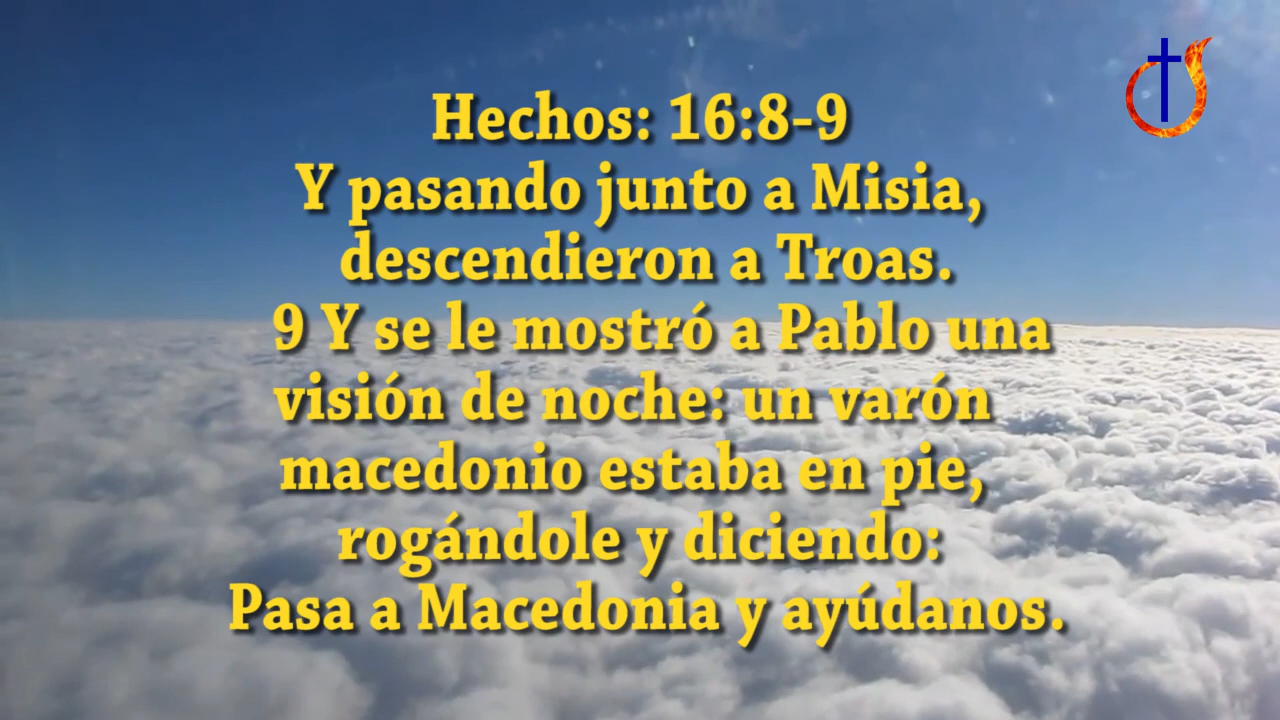 Hechos: 16:8-9
Y pasando junto a Misia,
descendieron a Troas.
9 Y se le mostró a Pablo una
visión de noche: un varón
macedonio estaba en pie,
rogándole y diciendo:
Pasa a Macedonia y ayúdanos.